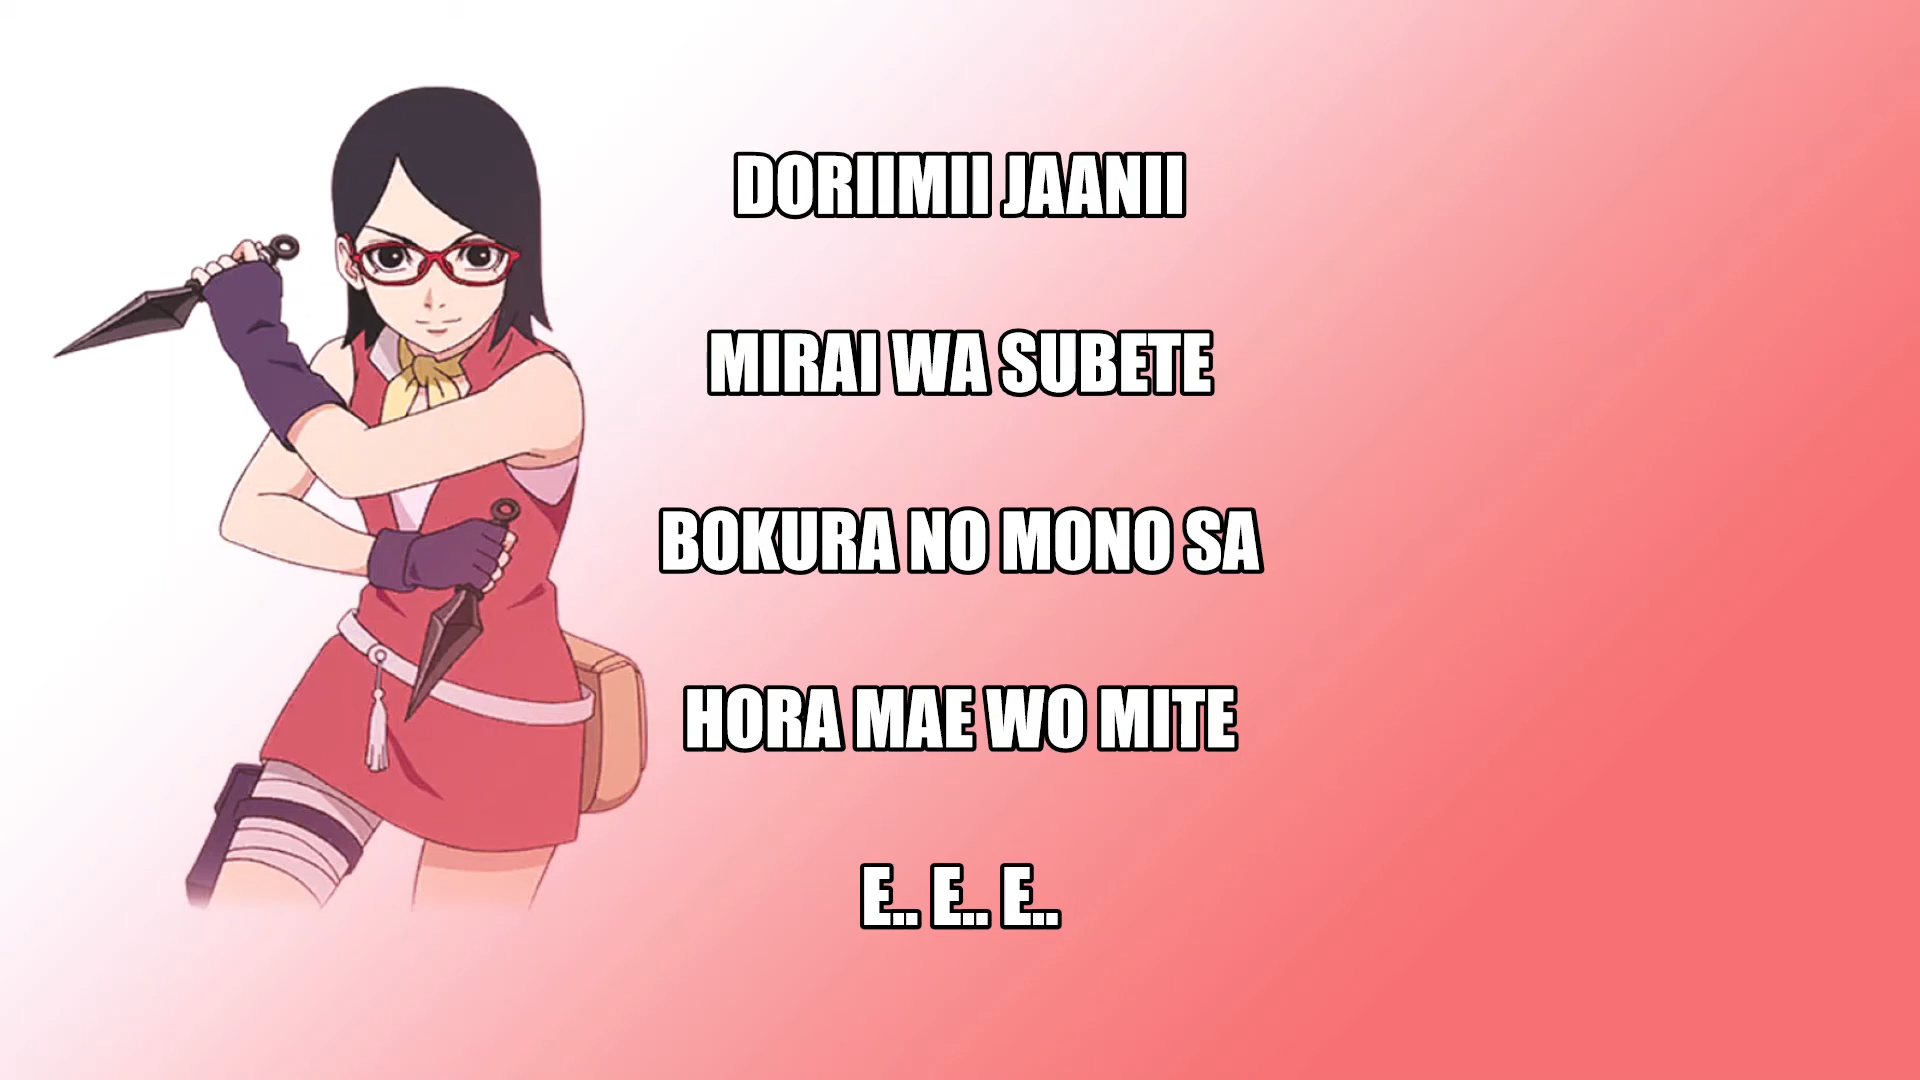 DORIIMII JAANII
MIRAI WA SUBETE
BOKURA NO MONO SA
HORA MAE WO MITE
E.. E.. E..